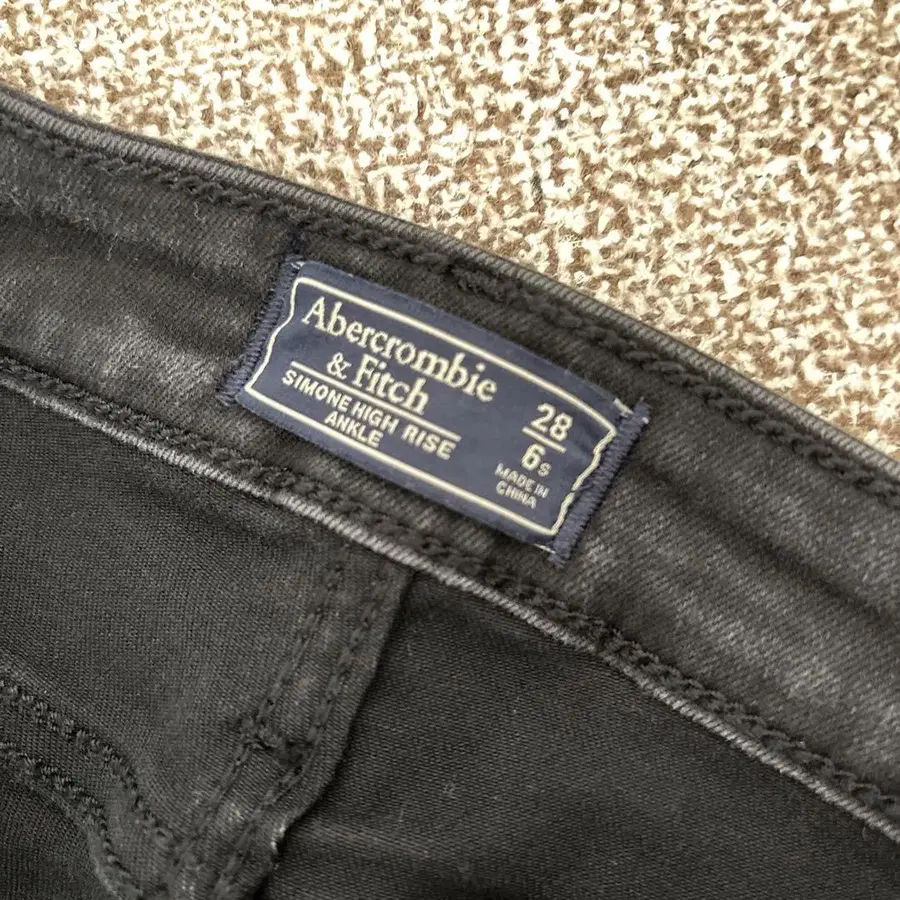 Abercrombie
& Fitch
SIMONE HIGH RISE
ANKLE
28
6S
MADE IN
CHINA